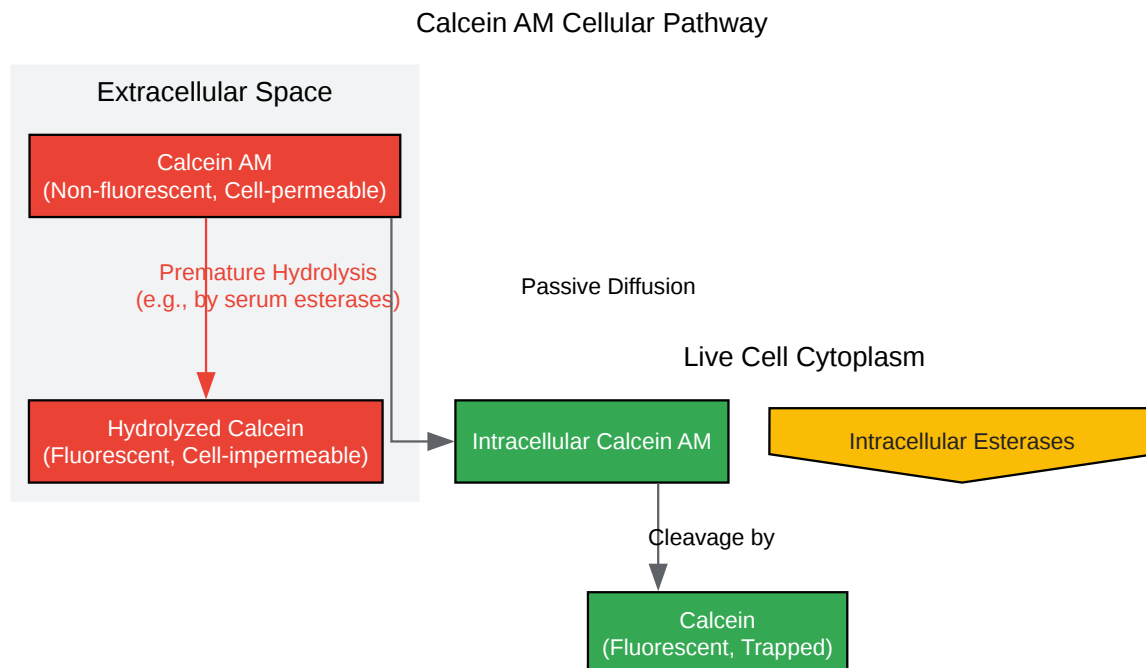 Calcein AM Cellular Pathway
Extracellular Space
Calcein AM
(Non-fluorescent, Cell-permeable)
Premature Hydrolysis
(e.g., by serum esterases)
Passive Diffusion
Live Cell Cytoplasm
Hydrolyzed Calcein
(Fluorescent, Cell-impermeable)
Intracellular Calcein AM
Intracellular Esterases
Cleavage by
Calcein
(Fluorescent, Trapped)